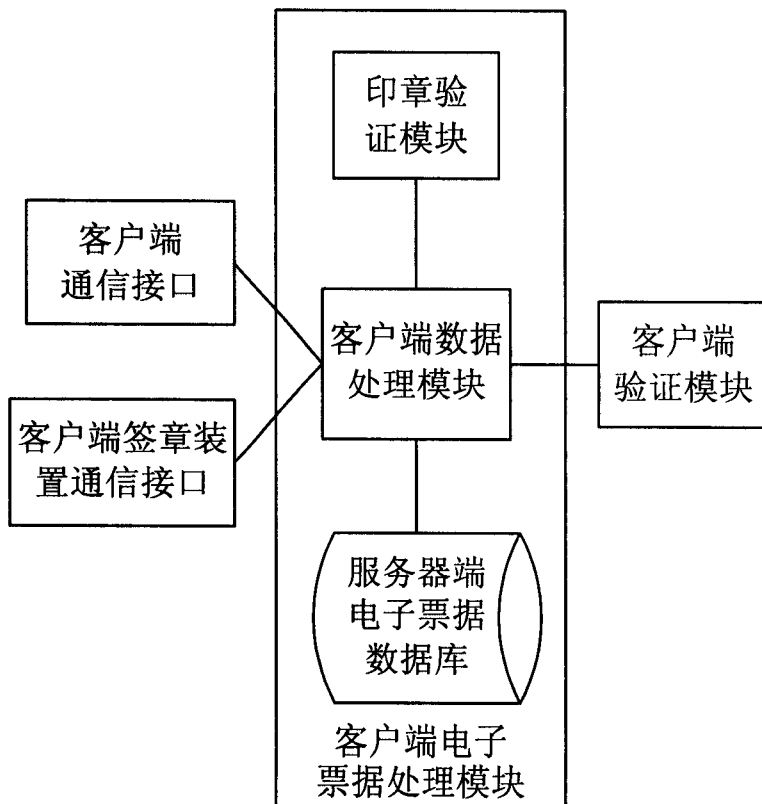 印章验
证模块
客户端
通信接口
客户端数据
处理模块
客户端
验证模块
客户端签章装
置通信接口
服务器端
电子票据
数据库
客户端电子
票据处理模块